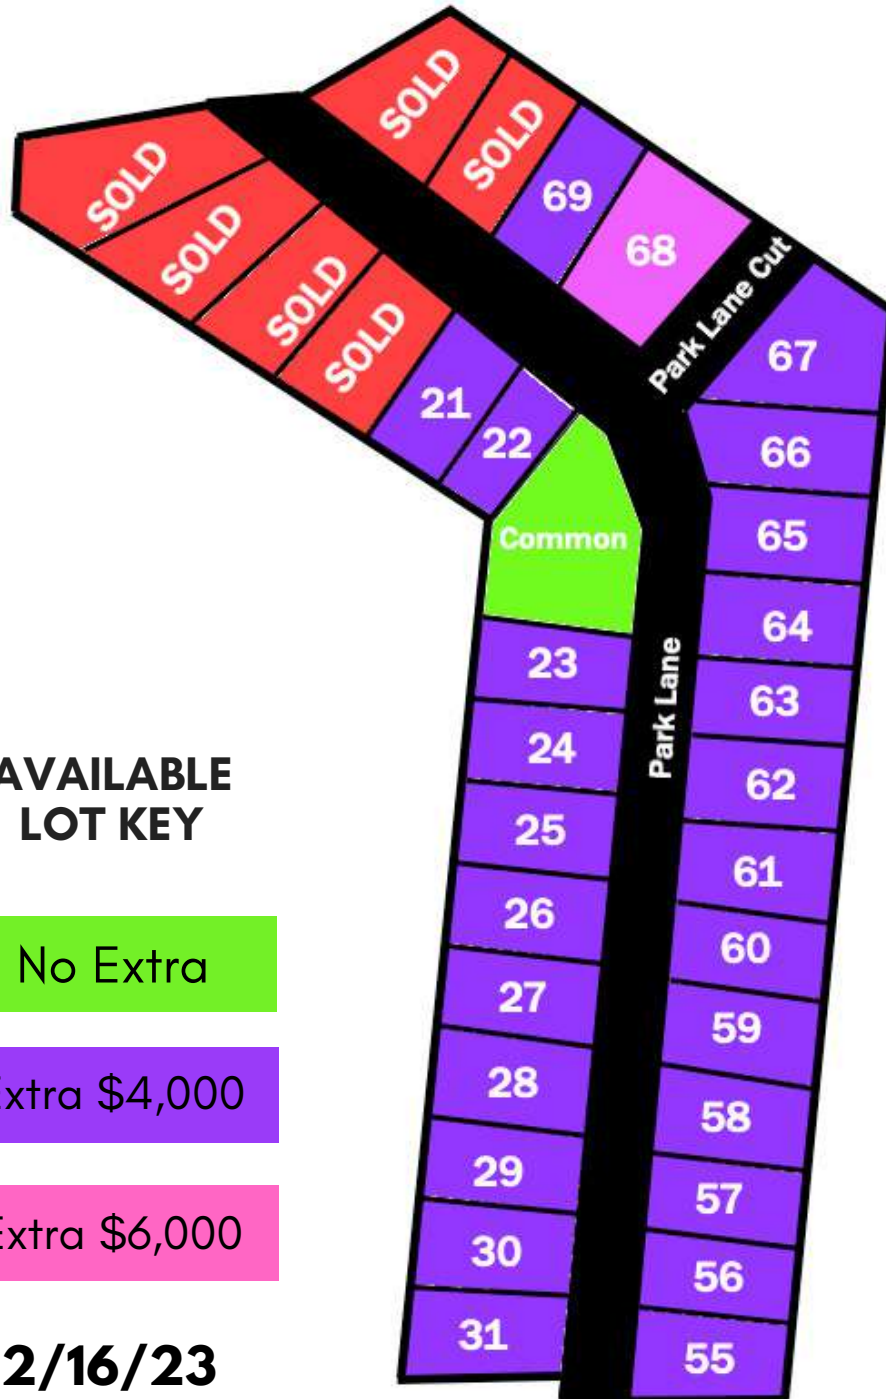 SOLD
SOLD
69
68
Park Lane Cut
67
66
65
64
63
62
61
60
59
58
57
56
55
SOLD
SOLD
SOLD
SOLD
21
22
Common
23
24
25
26
27
28
29
30
31
Park Lane
AVAILABLE
LOT KEY
No Extra
xtra $4,000
Extra $6,000
2/16/23